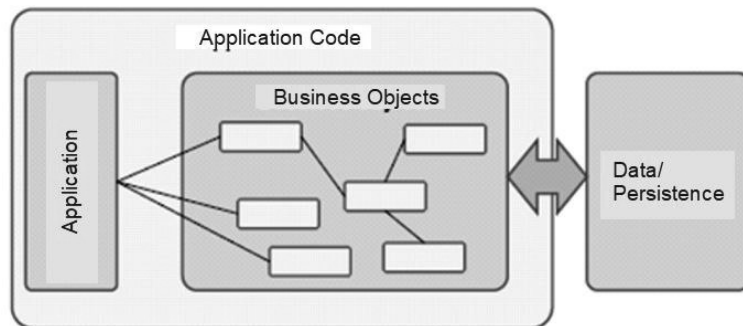 Application Code
Application
Business Objects
Data/
Persistence